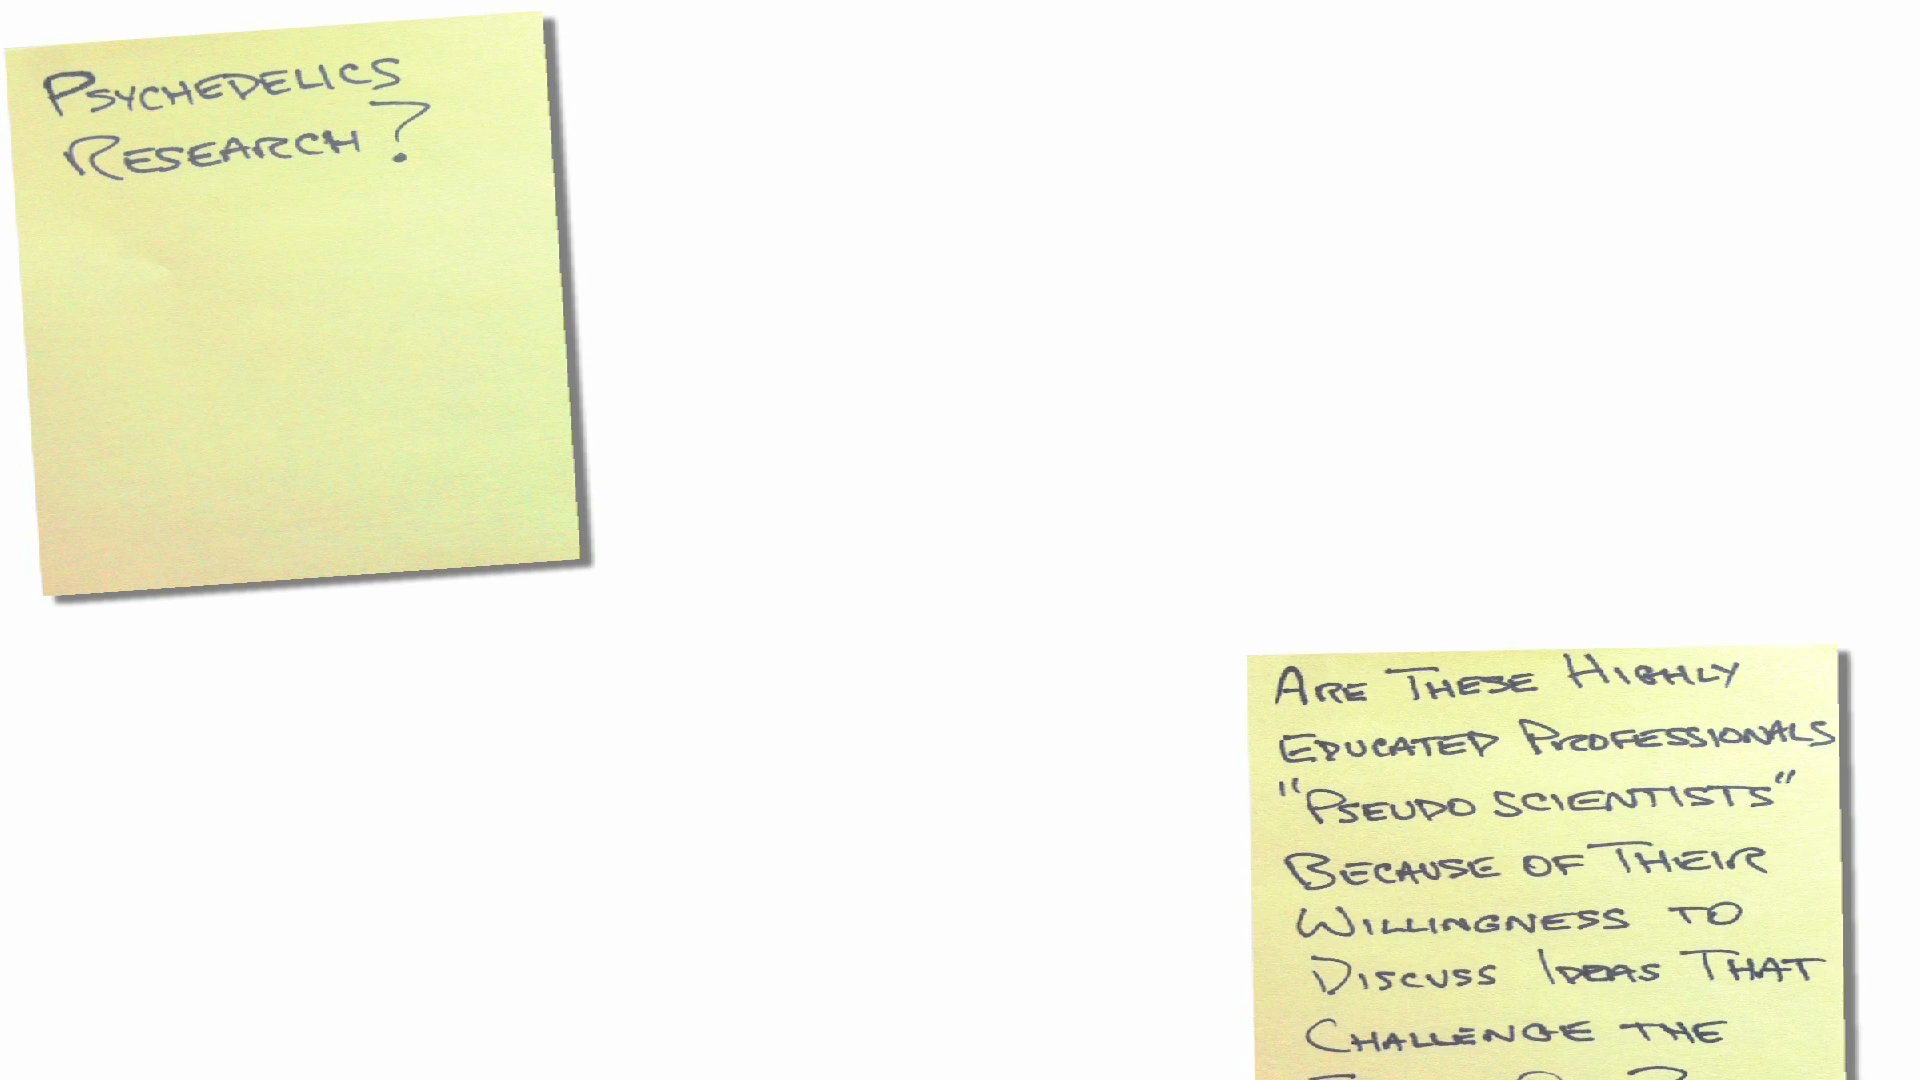 PSYCHEDELICS
RESEARCH?
ARE THESE HIGHLY
EDUCATED PROFESSIONALS
"PSEUDO SCIENTISTS"
BECAUSE OF THEIR
WILLINGNESS TO
DISCUSS IDEAS THAT
CHALLENGE THE